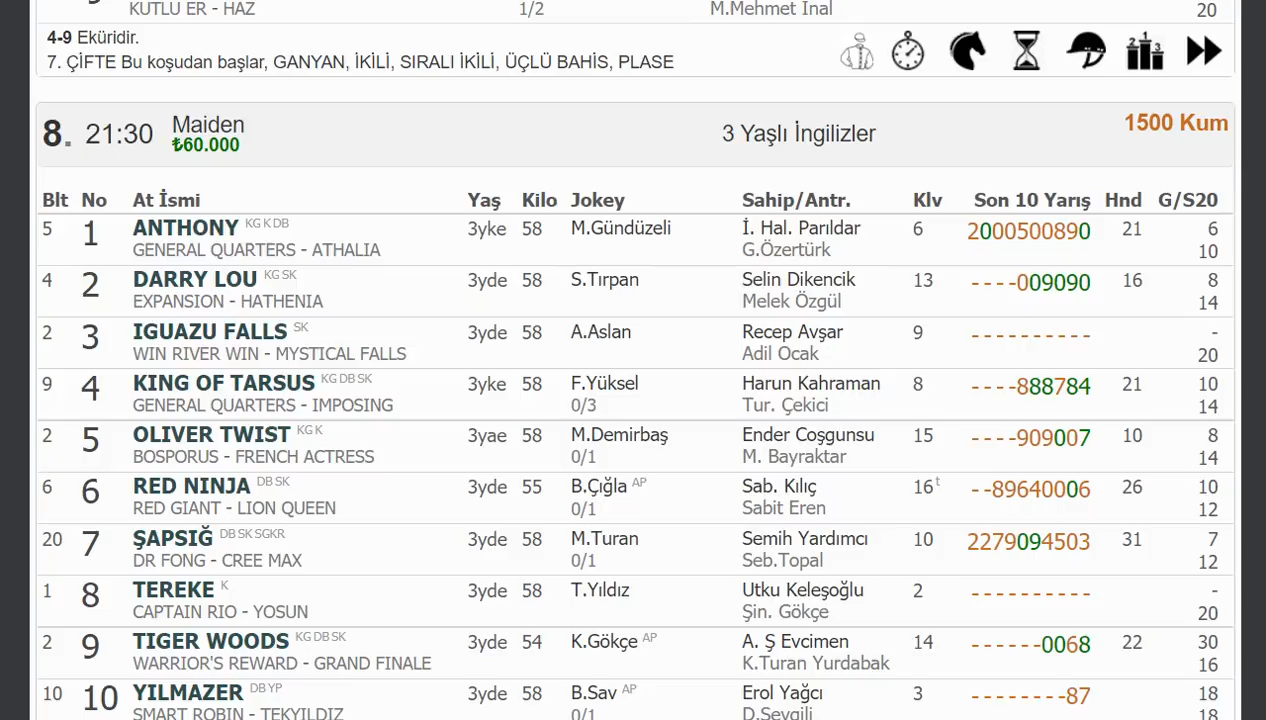 KUTLU ER - HAZ 1/2 M.Mehmet İnal 20
4-9 Eküridir.
7. ÇİFTE Bu koşudan başlar, GANYAN, İKİLİ, SIRALI İKİLİ, ÜÇLÜ BAHİS, PLASE
2 1 3
8. 21:30 Maiden 3 Yaşlı İngilizler 1500 Kum
₺60.000
Blt No At İsmi Yaş Kilo Jokey Sahip/Antr. Klv Son 10 Yarış Hnd G/S20
5 1 ANTHONY KG K DB 3yke 58 M.Gündüzeli İ. Hal. Parıldar 6 2000500890 21 6
GENERAL QUARTERS - ATHALIA G.Özertürk 10
4 2 DARRY LOU KG SK 3yde 58 S.Tırpan Selin Dikencik 13 ----009090 16 8
EXPANSION - HATHENIA Melek Özgül 14
2 3 IGUAZU FALLS SK 3yde 58 A.Aslan Recep Avşar 9 ---------- -
WIN RIVER WIN - MYSTICAL FALLS Adil Ocak 20
9 4 KING OF TARSUS KG DB SK 3yke 58 F.Yüksel Harun Kahraman 8 ----888784 21 10
GENERAL QUARTERS - IMPOSING 0/3 Tur. Çekici 14
2 5 OLIVER TWIST KG K 3yae 58 M.Demirbaş Ender Coşgunsu 15 ----909007 10 8
BOSPORUS - FRENCH ACTRESS 0/1 M. Bayraktar 14
6 6 RED NINJA DB SK 3yde 55 B.Çığla AP Sab. Kılıç 16 t --89640006 26 10
RED GIANT - LION QUEEN 0/1 Sabit Eren 12
20 7 ŞAPSIĞ DB SK SGKR 3yde 58 M.Turan Semih Yardımcı 10 2279094503 31 7
DR FONG - CREE MAX 0/1 Seb.Topal 12
1 8 TEREKE K 3yde 58 T.Yıldız Utku Keleşoğlu 2 ---------- -
CAPTAIN RIO - YOSUN Şin. Gökçe 20
2 9 TIGER WOODS KG DB SK 3yde 54 K.Gökçe AP A. Ş Evcimen 14 ------0068 22 30
WARRIOR'S REWARD - GRAND FINALE K.Turan Yurdabak 16
10 10 YILMAZER DB YP 3yde 58 B.Sav AP Erol Yağcı 3 --------87 18
SMART ROBIN - TEKYILDIZ 0/1 D.Sevgili 18